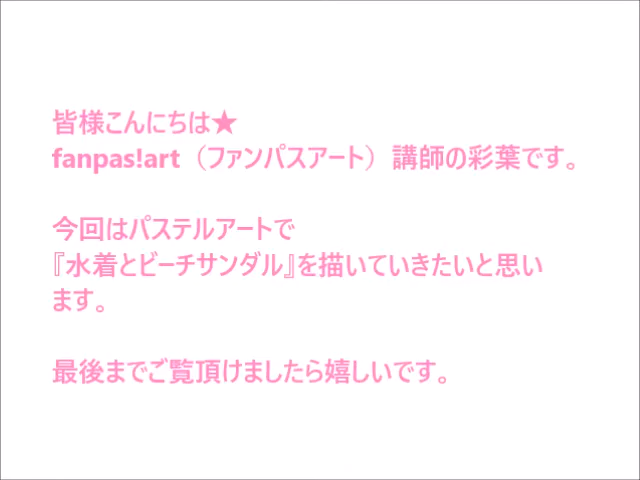 皆様こんにちは★
fanpas!art（ファンパスアート）講師の彩葉です。
今回はパステルアートで
『水着とビーチサンダル』を描いていきたいと思い
ます。
最後までご覧頂けましたら嬉しいです。